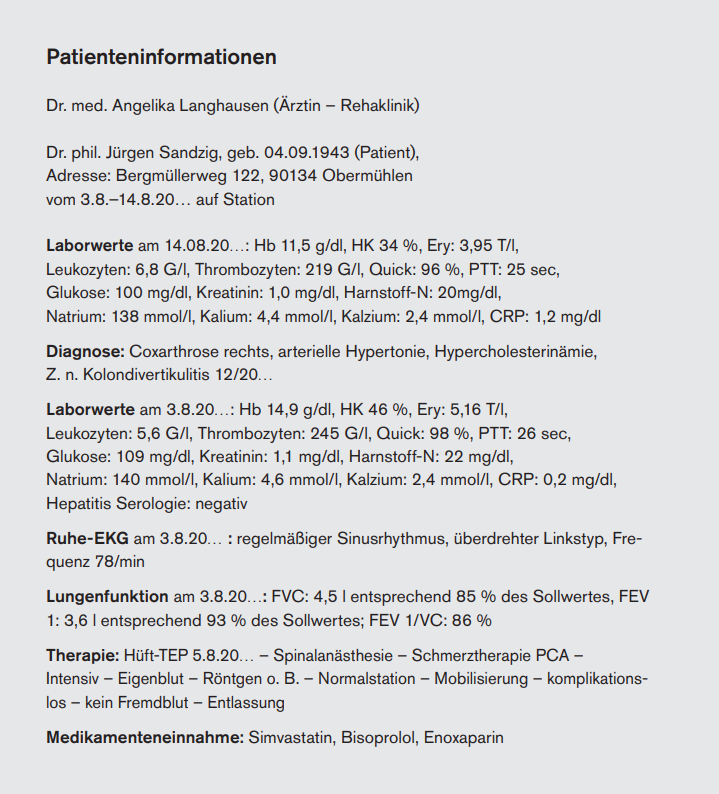 Patienteninformationen
Dr. med. Angelika Langhausen (Ärztin – Rehaklinik)
Dr. phil. Jürgen Sandzig, geb. 04.09.1943 (Patient),
Adresse: Bergmüllerweg 122, 90134 Obermühlen
vom 3.8.–14.8.20… auf Station
Laborwerte am 14.08.20…: Hb 11,5 g/dl, HK 34 %, Ery: 3,95 T/l,
Leukozyten: 6,8 G/l, Thrombozyten: 219 G/l, Quick: 96 %, PTT: 25 sec,
Glukose: 100 mg/dl, Kreatinin: 1,0 mg/dl, Harnstoff-N: 20mg/dl,
Natrium: 138 mmol/l, Kalium: 4,4 mmol/l, Kalzium: 2,4 mmol/l, CRP: 1,2 mg/dl
Diagnose: Coxarthrose rechts, arterielle Hypertonie, Hypercholesterinämie,
Z. n. Kolondivertikulitis 12/20…
Laborwerte am 3.8.20…: Hb 14,9 g/dl, HK 46 %, Ery: 5,16 T/l,
Leukozyten: 5,6 G/l, Thrombozyten: 245 G/l, Quick: 98 %, PTT: 26 sec,
Glukose: 109 mg/dl, Kreatinin: 1,1 mg/dl, Harnstoff-N: 22 mg/dl,
Natrium: 140 mmol/l, Kalium: 4,6 mmol/l, Kalzium: 2,4 mmol/l, CRP: 0,2 mg/dl,
Hepatitis Serologie: negativ
Ruhe-EKG am 3.8.20… : regelmäßiger Sinusrhythmus, überdrehter Linkstyp, Fre-
quenz 78/min
Lungenfunktion am 3.8.20…: FVC: 4,5 l entsprechend 85 % des Sollwertes, FEV
1: 3,6 l entsprechend 93 % des Sollwertes; FEV 1/VC: 86 %
Therapie: Hüft-TEP 5.8.20… – Spinalanästhesie – Schmerztherapie PCA –
Intensiv – Eigenblut – Röntgen o. B. – Normalstation – Mobilisierung – komplikations-
los – kein Fremdblut – Entlassung
Medikamenteneinnahme: Simvastatin, Bisoprolol, Enoxaparin